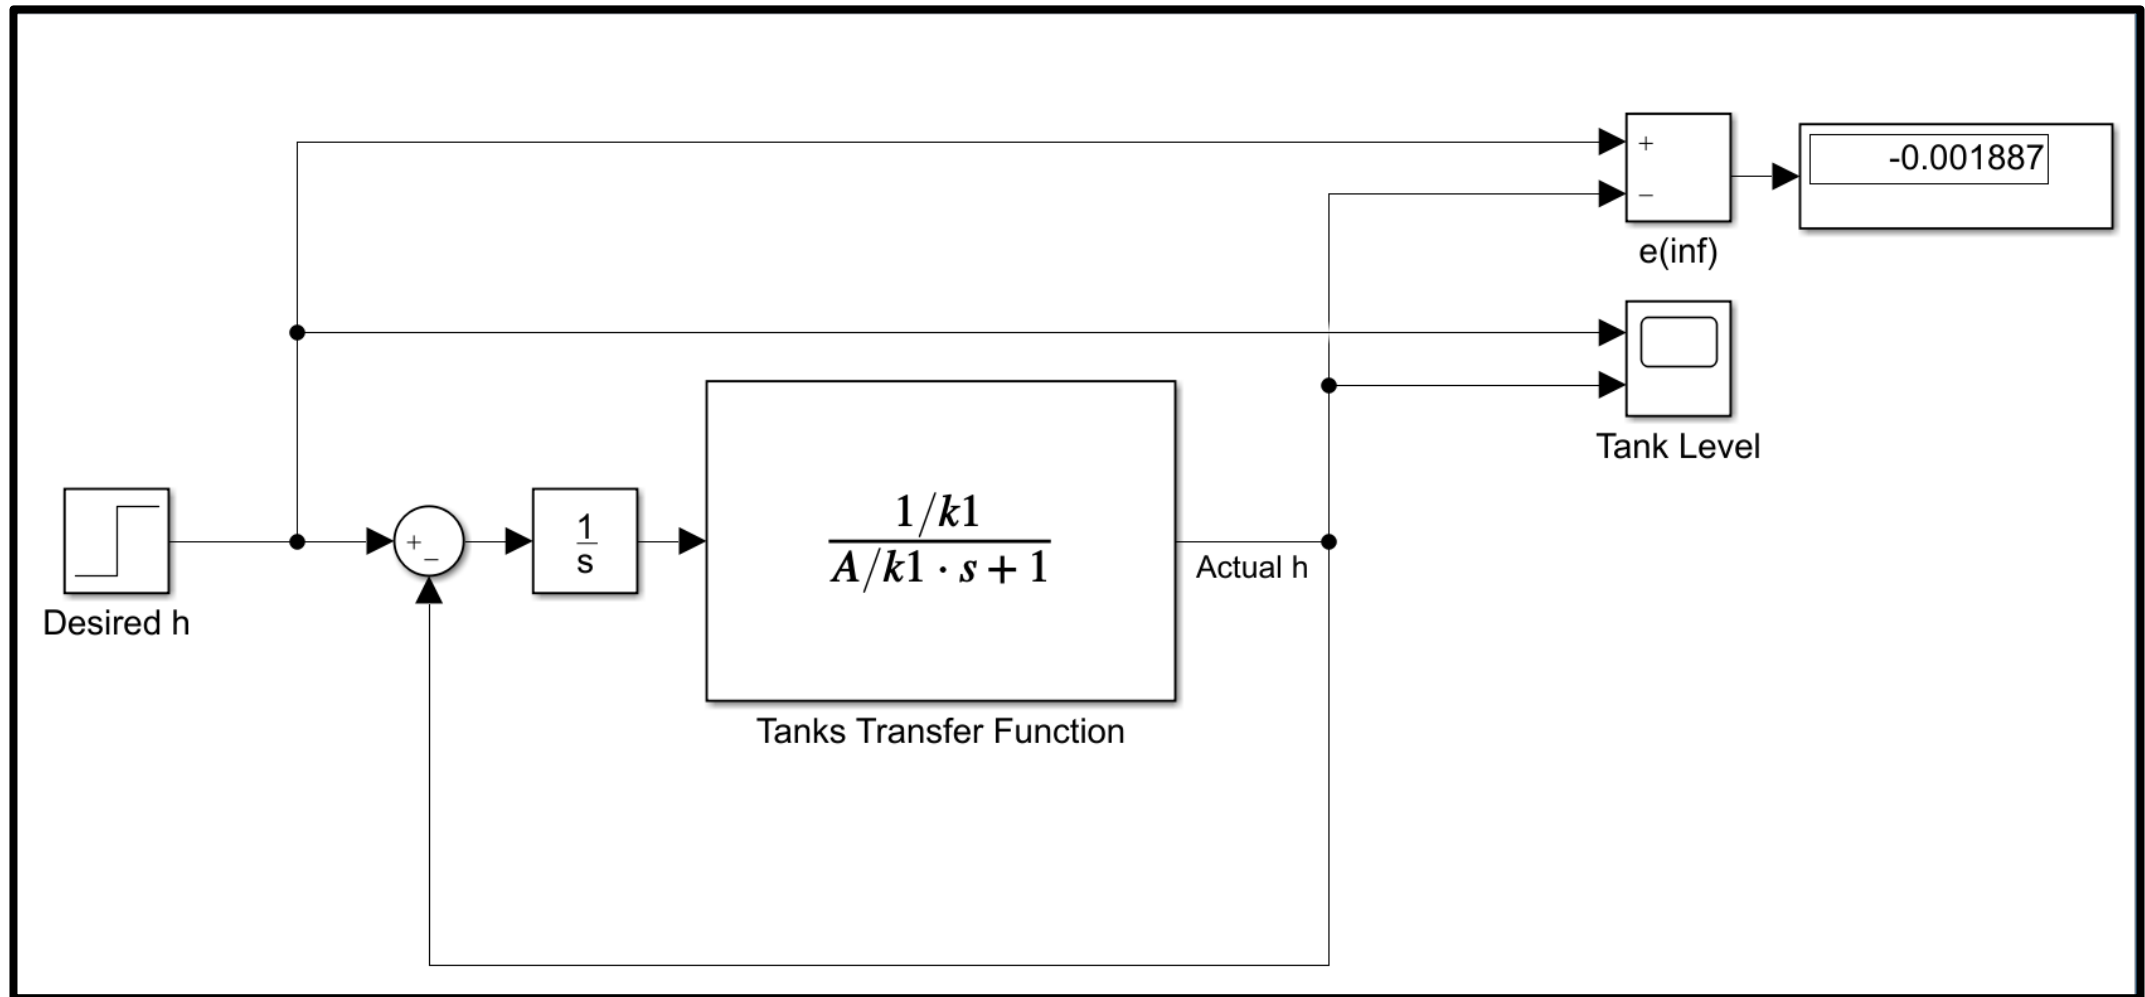 +
−
-0.001887
e(inf)
Tank Level
Desired h
+
−
1
s
1/k1
A/k1 · s + 1
Actual h
Tanks Transfer Function